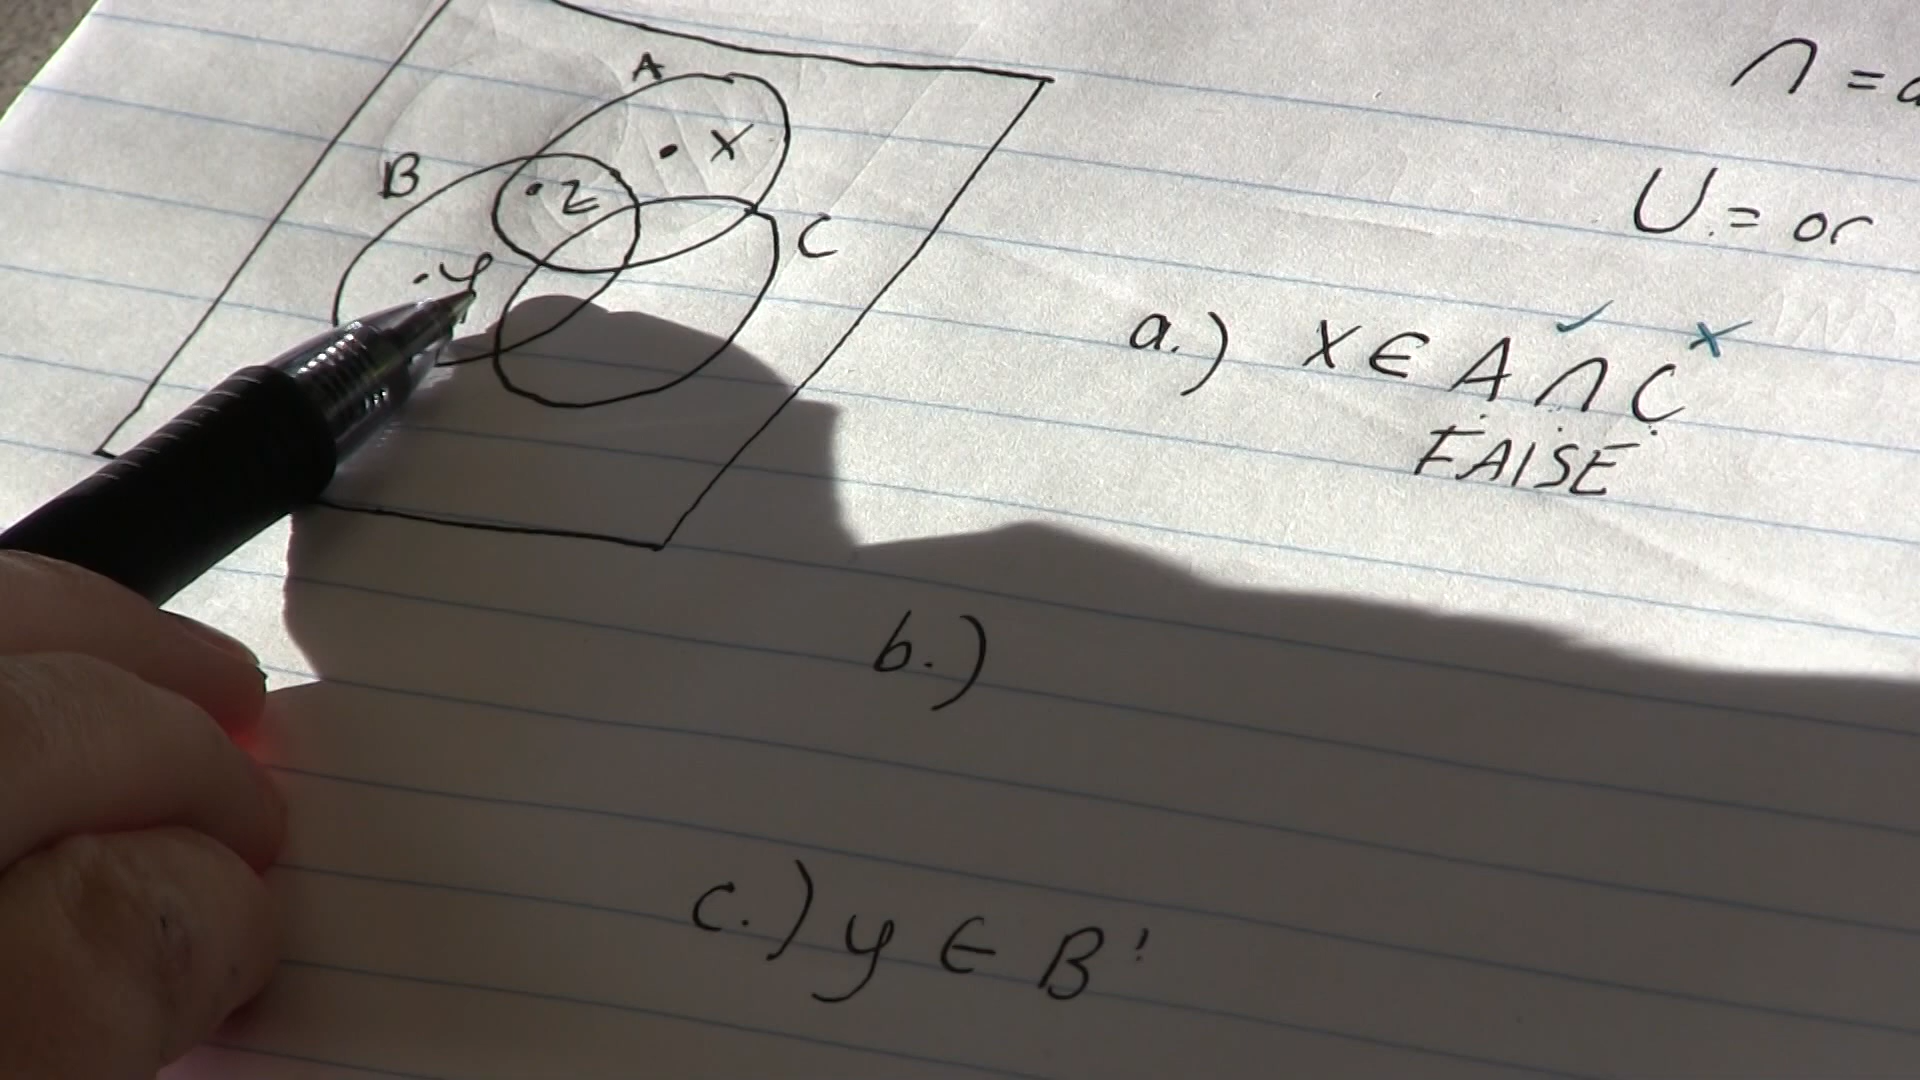 A
X
B
Z
C
y
∩ = a
U = or
a.) X ∈ A ∩ C
FALSE
b.)
c.) y ∈ B'